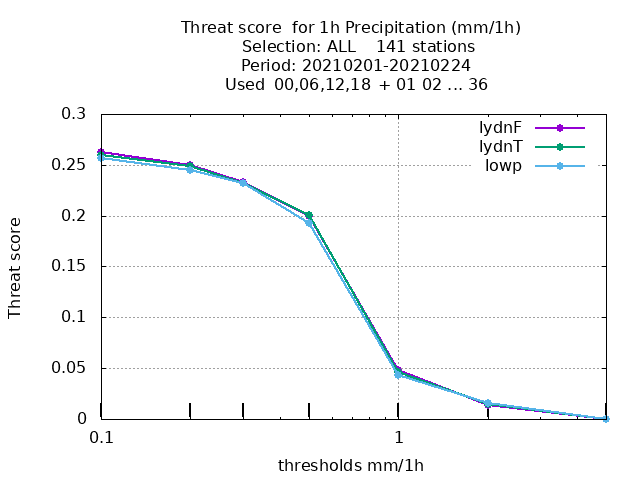 Threat score  for 1h Precipitation (mm/1h)
Selection: ALL    141 stations
Period: 20210201-20210224
Used  00,06,12,18  + 01 02 ... 36
0.3
0.25
0.2
0.15
0.1
0.05
0
Threat score
lydnF
lydnT
lowp
0.1
1
thresholds mm/1h